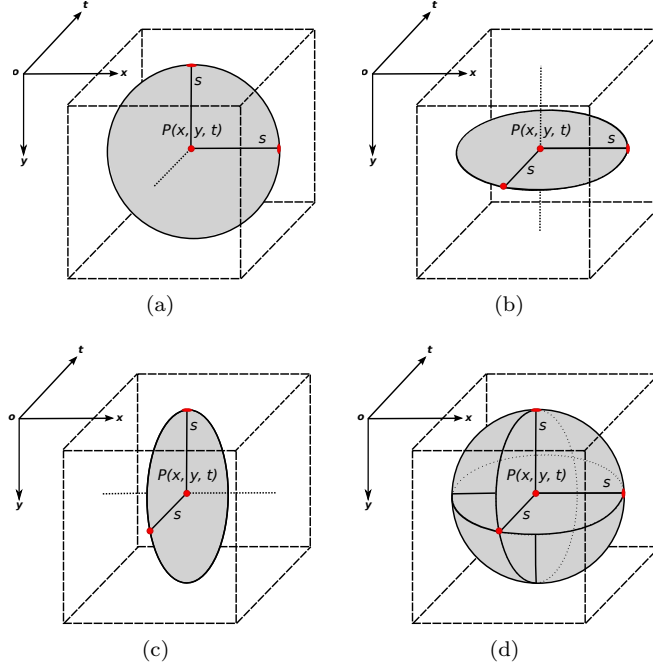 t
o
x
y
s
P(x, y, t)
s
(a)
t
o
x
y
P(x, y, t)
s
s
(b)
t
o
x
y
s
P(x, y, t)
s
(c)
t
o
x
y
s
P(x, y, t)
s
s
(d)